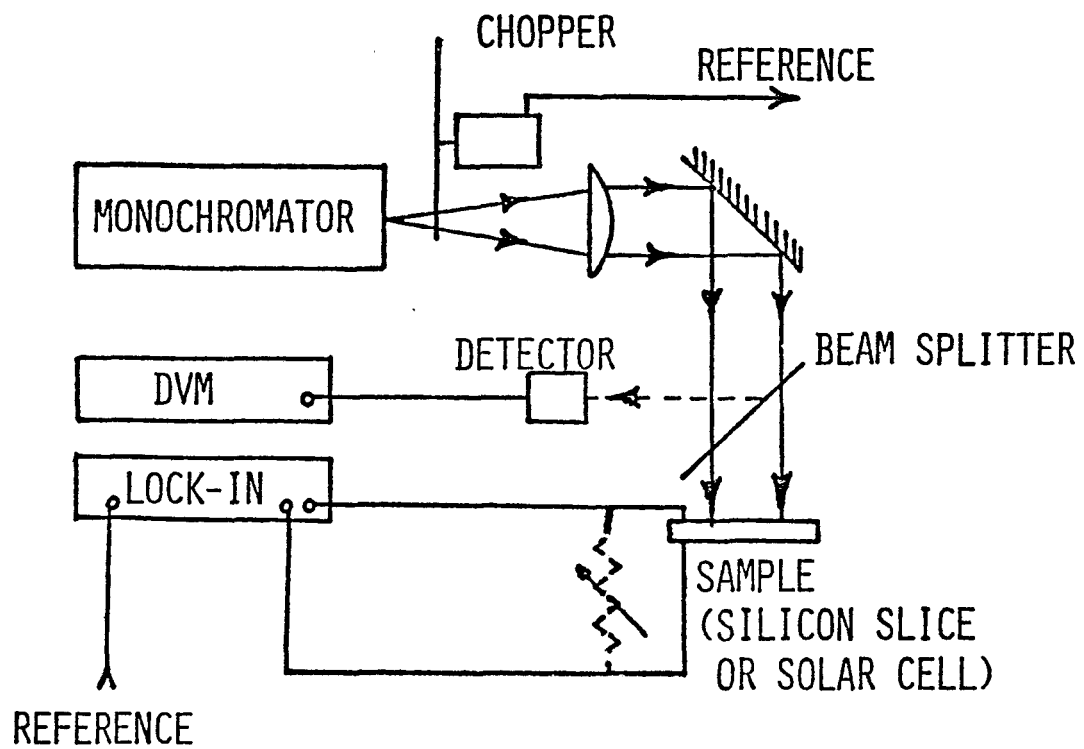 CHOPPER
REFERENCE
MONOCHROMATOR
BEAM SPLITTER
DETECTOR
DVM
LOCK-IN
SAMPLE
(SILICON SLICE
OR SOLAR CELL)
REFERENCE